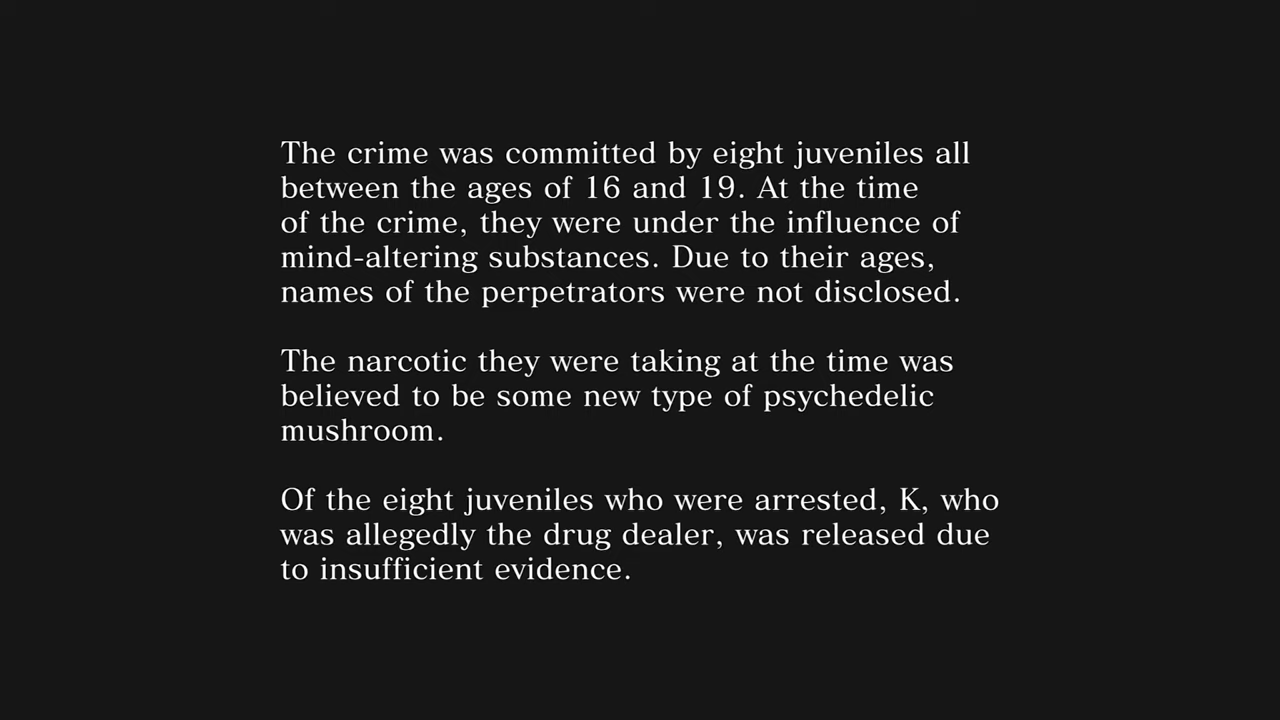 The crime was committed by eight juveniles all
between the ages of 16 and 19. At the time
of the crime, they were under the influence of
mind-altering substances. Due to their ages,
names of the perpetrators were not disclosed.
The narcotic they were taking at the time was
believed to be some new type of psychedelic
mushroom.
Of the eight juveniles who were arrested, K, who
was allegedly the drug dealer, was released due
to insufficient evidence.